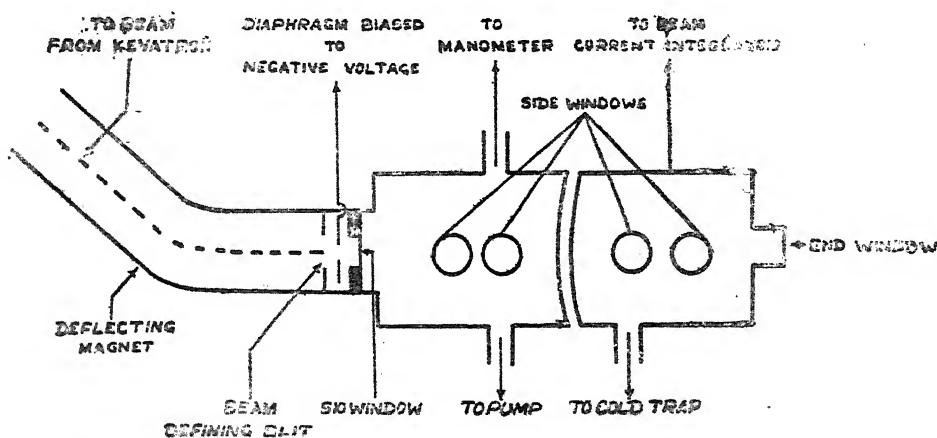 TO BEAM
FROM KEVATRON
DIAPHRAGM BIASED
TO
NEGATIVE VOLTAGE
TO
MANOMETER
TO BEAM
CURRENT INTEGRATED
SIDE WINDOWS
END WINDOW
DEFLECTING
MAGNET
BEAM
DEFINING SLIT
SIO WINDOW
TO PUMP
TO COLD TRAP